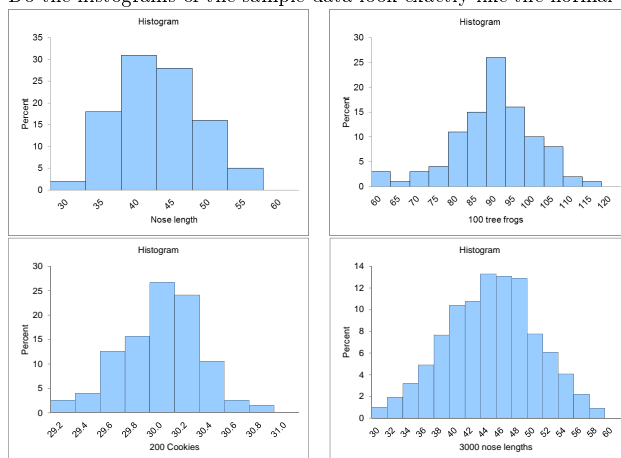 Do the histograms of the sample data look exactly like the normal
Histogram
35
30
25
20
15
10
5
0
Percent
30 35 40 45 50 55 60
Nose length
Histogram
30
25
20
15
10
5
0
Percent
60 65 70 75 80 85 90 95 100 105 110 115 120
100 tree frogs
Histogram
30
25
20
15
10
5
0
Percent
29.2 29.4 29.6 29.8 30.0 30.2 30.4 30.6 30.8 31.0
200 Cookies
Histogram
14
12
10
8
6
4
2
0
Percent
30 32 34 36 38 40 42 44 46 48 50 52 54 56 58 60
3000 nose lengths